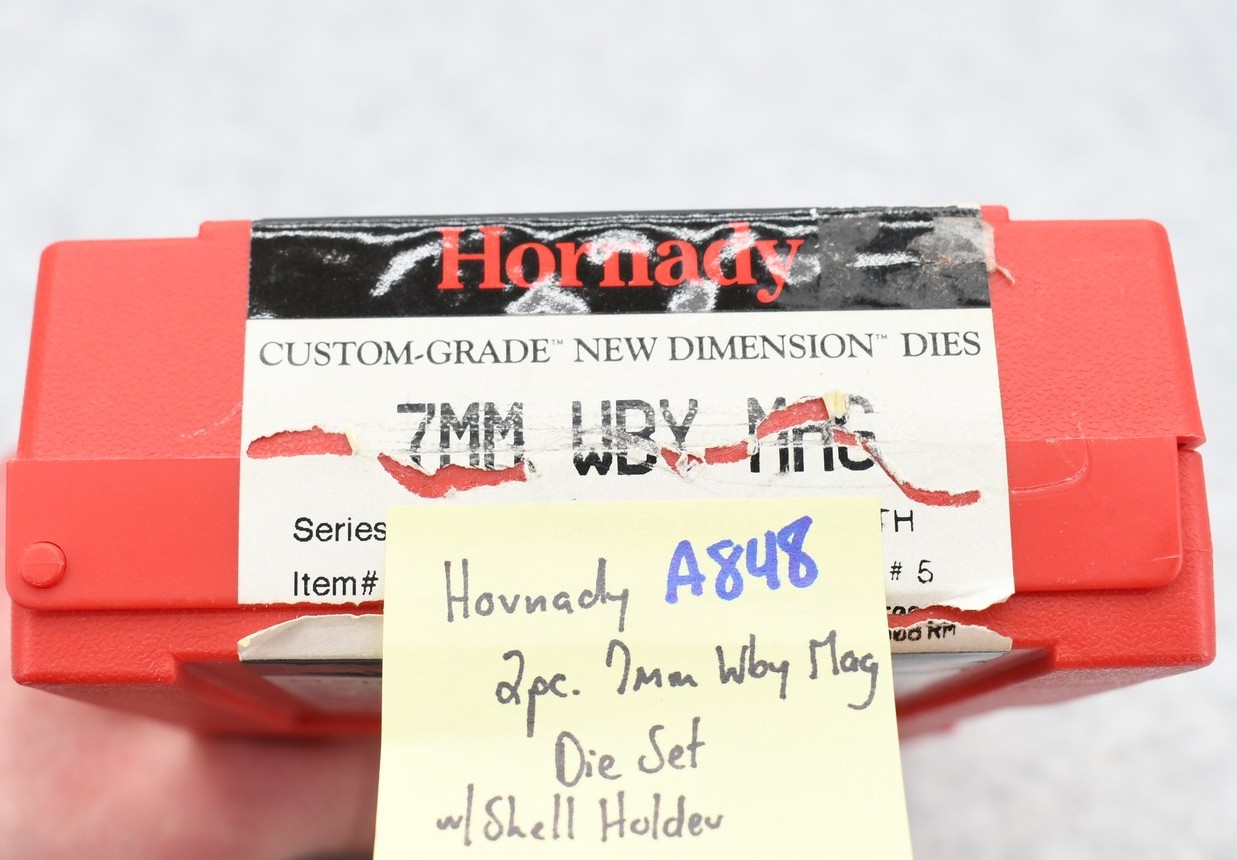 Hornady
CUSTOM-GRADE™ NEW DIMENSION™ DIES
7MM WBY MAG
Series TH
Item# # 5
RM
Hornady A848
2pc. 7mm Wby Mag
Die Set
w/ Shell Holder